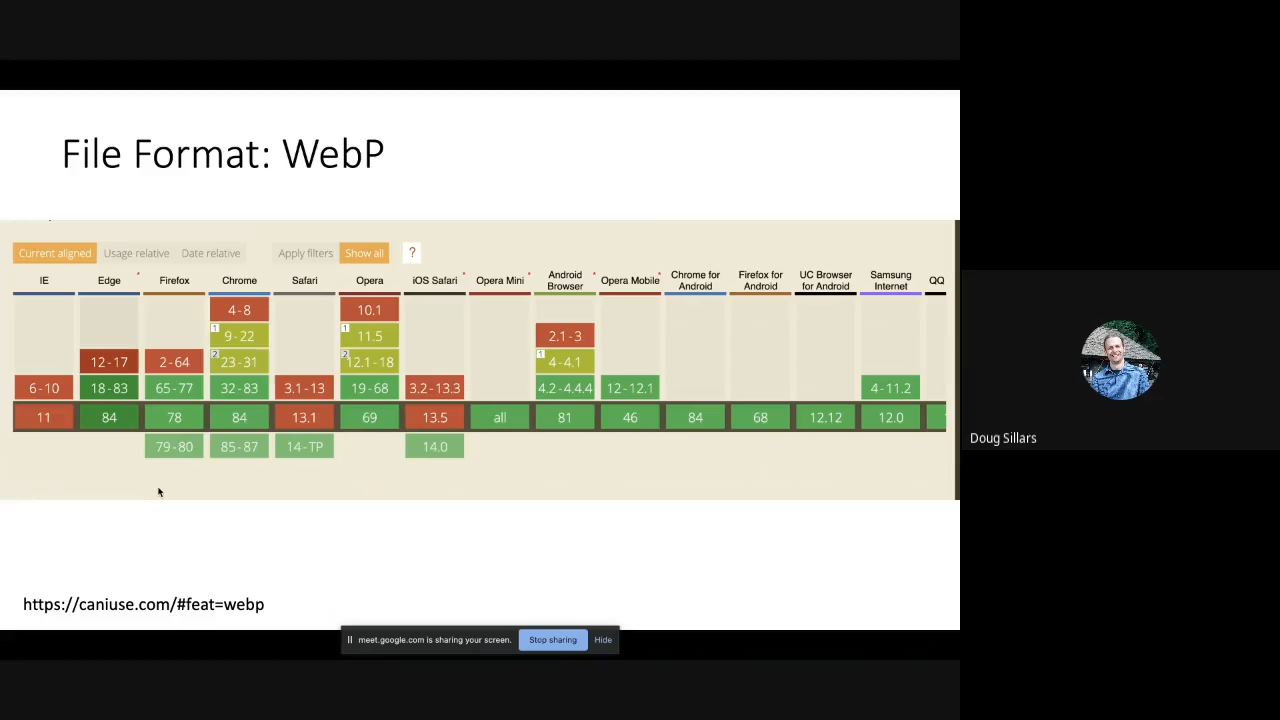 File Format: WebP
Current aligned Usage relative Date relative Apply filters Show all ?
IE Edge * Firefox Chrome Safari Opera * iOS Safari * Opera Mini * Android Browser * Opera Mobile * Chrome for Android Firefox for Android UC Browser for Android Samsung Internet QQ
4-8 10.1
1 9-22 1 11.5 2.1-3
12-17 2-64 2 23-31 2 12.1-18 1 4-4.1
6-10 18-83 65-77 32-83 3.1-13 19-68 3.2-13.3 4.2-4.4.4 12-12.1 4-11.2
11 84 78 84 13.1 69 13.5 all 81 46 84 68 12.12 12.0
79-80 85-87 14-TP 14.0
Doug Sillars
https://caniuse.com/#feat=webp
meet.google.com is sharing your screen. Stop sharing Hide